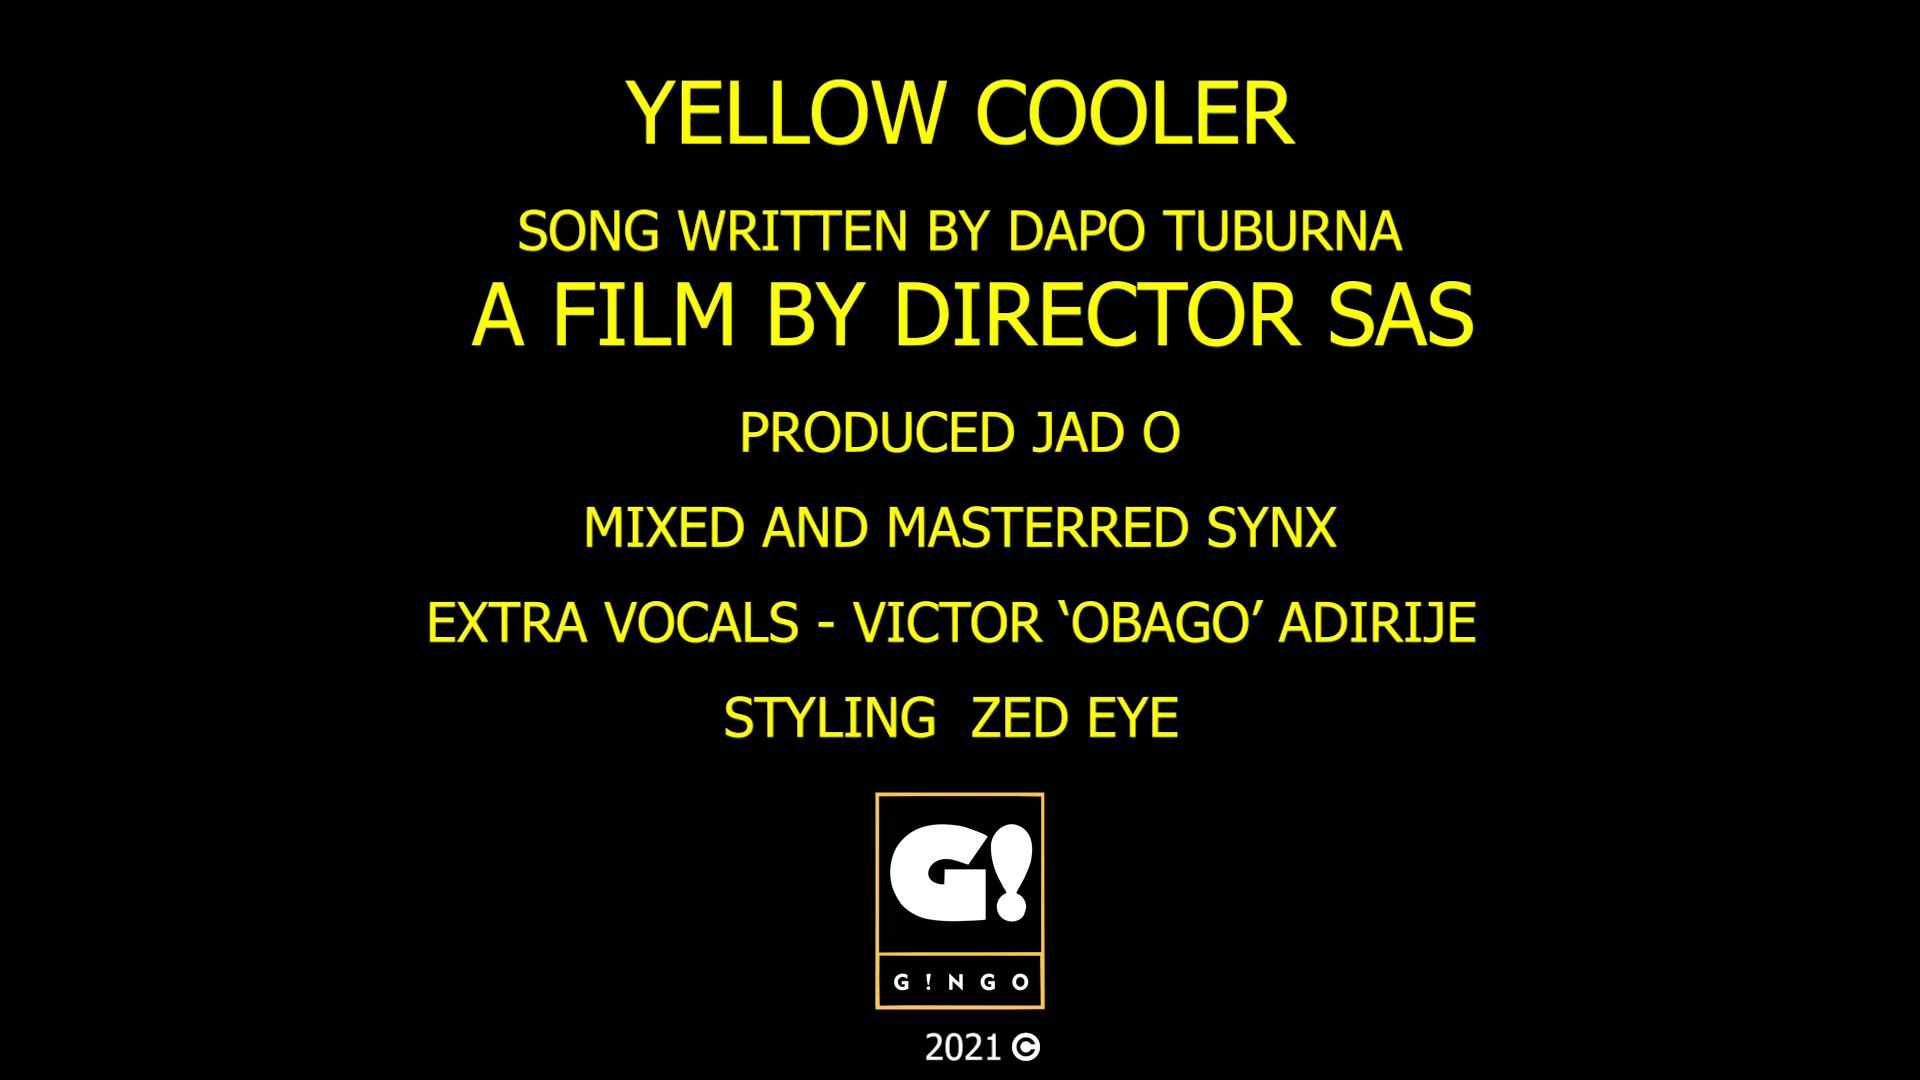 YELLOW COOLER
SONG WRITTEN BY DAPO TUBURNA
A FILM BY DIRECTOR SAS
PRODUCED JAD O
MIXED AND MASTERRED SYNX
EXTRA VOCALS - VICTOR ‘OBAGO’ ADIRIJE
STYLING  ZED EYE
G!
G!NGO
2021 ©